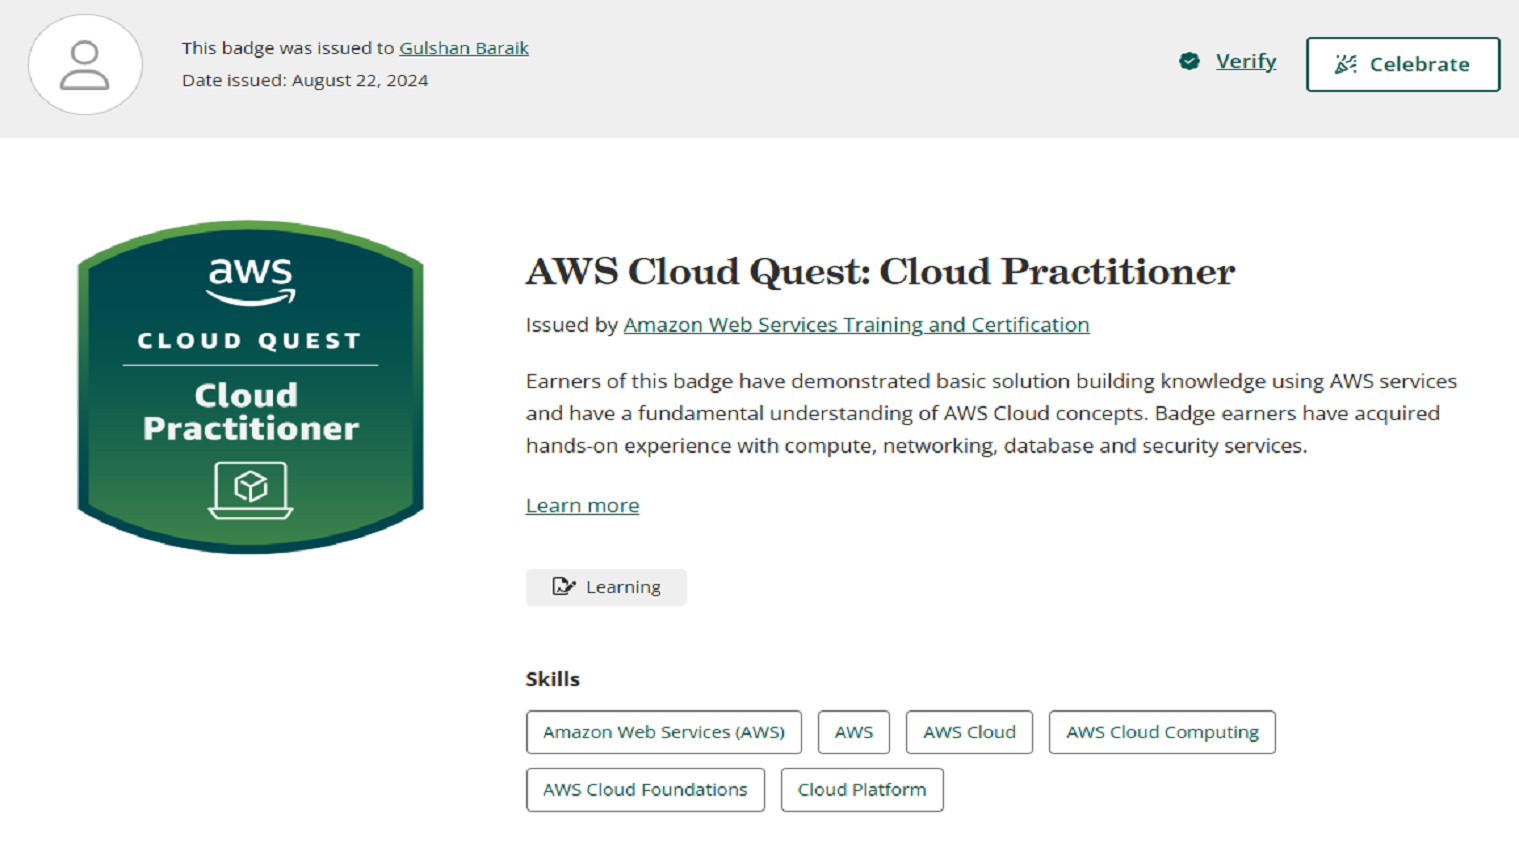 This badge was issued to Gulshan Baraik
Date issued: August 22, 2024
Verify
Celebrate
aws
CLOUD QUEST
Cloud
Practitioner
AWS Cloud Quest: Cloud Practitioner
Issued by Amazon Web Services Training and Certification
Earners of this badge have demonstrated basic solution building knowledge using AWS services
and have a fundamental understanding of AWS Cloud concepts. Badge earners have acquired
hands-on experience with compute, networking, database and security services.
Learn more
Learning
Skills
Amazon Web Services (AWS)
AWS
AWS Cloud
AWS Cloud Computing
AWS Cloud Foundations
Cloud Platform